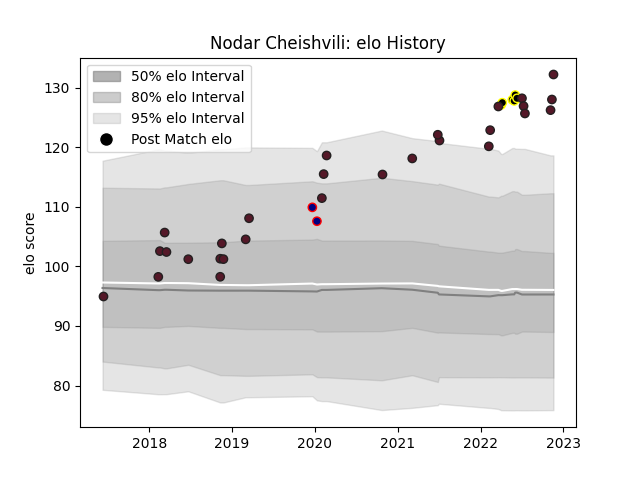 Nodar Cheishvili: elo History
50% elo Interval
80% elo Interval
95% elo Interval
Post Match elo
elo score
130
120
110
100
90
80
2018 2019 2020 2021 2022 2023